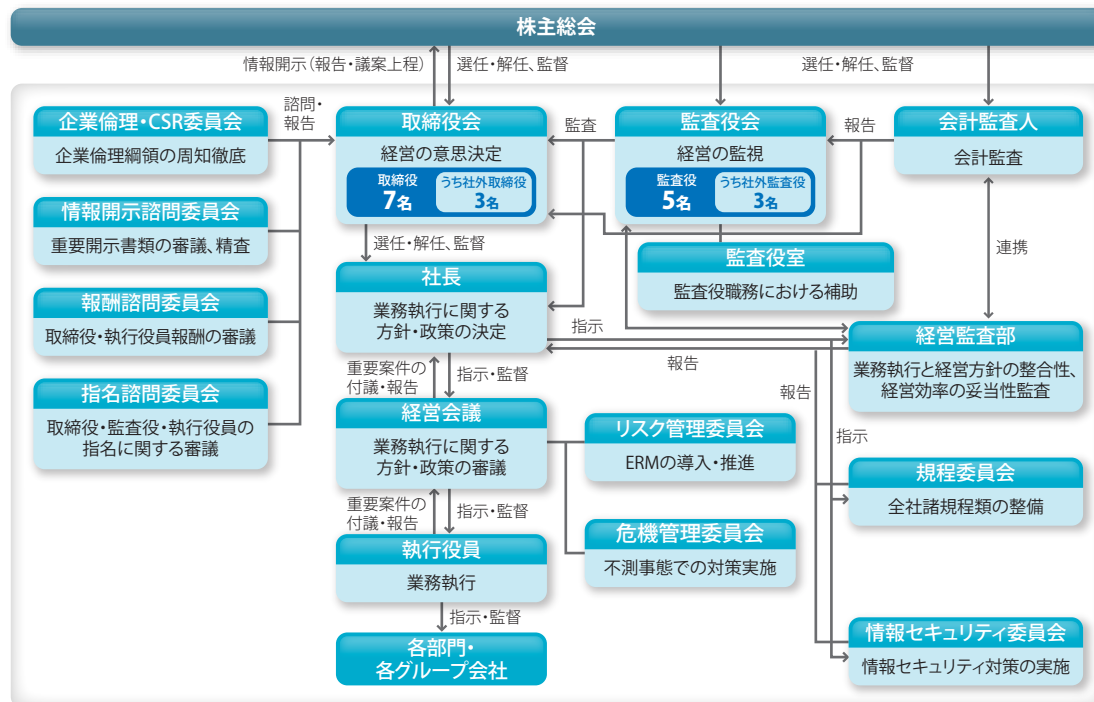 株主総会
情報開示（報告・議案上程）
選任・解任、監督
選任・解任、監督
諮問・
報告
企業倫理・CSR委員会
企業倫理綱領の周知徹底
取締役会
経営の意思決定
取締役
7名
うち社外取締役
3名
監査
監査役会
経営の監視
監査役
5名
うち社外監査役
3名
報告
会計監査人
会計監査
情報開示諮問委員会
重要開示書類の審議、精査
選任・解任、監督
監査役室
監査役職務における補助
連携
社長
業務執行に関する
方針・政策の決定
報酬諮問委員会
取締役・執行役員報酬の審議
指示
報告
経営監査部
業務執行と経営方針の整合性、
経営効率の妥当性監査
重要案件の
付議・報告
指示・監督
報告
指名諮問委員会
取締役・監査役・執行役員の
指名に関する審議
経営会議
業務執行に関する
方針・政策の審議
リスク管理委員会
ERMの導入・推進
指示
規程委員会
全社諸規程類の整備
重要案件の
付議・報告
指示・監督
執行役員
業務執行
危機管理委員会
不測事態での対策実施
指示・監督
各部門・
各グループ会社
情報セキュリティ委員会
情報セキュリティ対策の実施